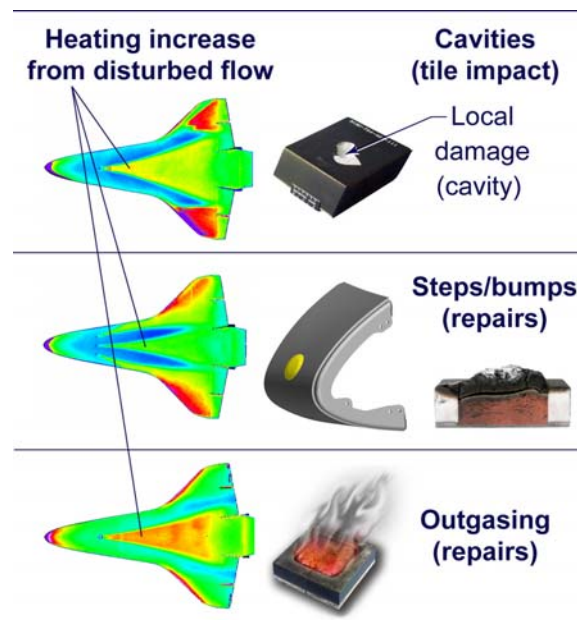 Heating increase
from disturbed flow
Cavities
(tile impact)
Local
damage
(cavity)
Steps/bumps
(repairs)
Outgasing
(repairs)